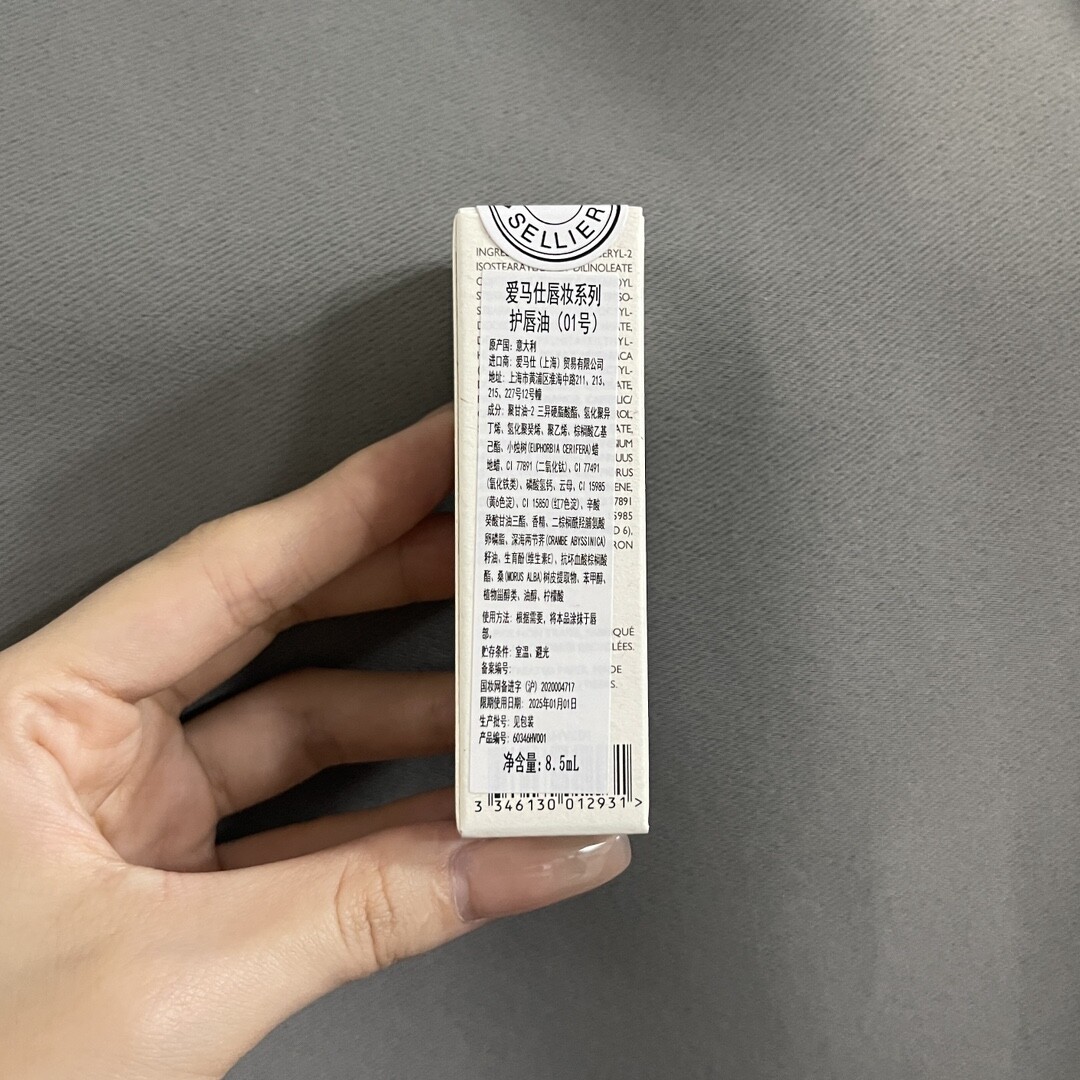 SELLIER
ERYL-2
DILINOLEATE
爱马仕唇妆系列
护唇油（01号）
原产国：意大利
进口商：爱马仕（上海）贸易有限公司
地址：上海市黄浦区淮海中路211、213、
215、227号12号幢
成分：聚甘油-2 三异硬脂酸酯、氢化聚异
丁烯、氢化聚癸烯、聚乙烯、棕榈酸乙基
己酯、小烛树(EUPHORBIA CERIFERA)蜡
地蜡、CI 77891（二氧化钛）、CI 77491
（氧化铁类）、磷酸氢钙、云母、CI 15985
（黄6色淀）、CI 15850（红7色淀）、辛酸
癸酸甘油三酯、香精、二棕榈酰羟脯氨酸
卵磷脂、深海两节荠(CRAMBE ABYSSINICA)
籽油、生育酚(维生素E)、抗坏血酸棕榈酸
酯、桑(MORUS ALBA)树皮提取物、苯甲醇、
植物甾醇类、油醇、柠檬酸
使用方法：根据需要，将本品涂抹于唇
部。
贮存条件：室温、避光
备案编号：
国妆网备进字（沪）2020004717
限期使用日期：2025年01月01日
生产批号：见包装
产品编号：60346HV001
净含量：8.5mL
3 346130 012931 >